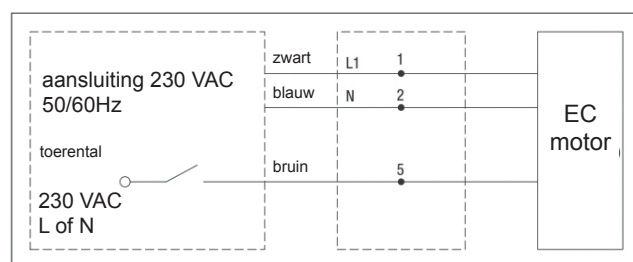 zwart
L1 1
aansluiting 230 VAC
50/60Hz
blauw
N 2
EC
motor
toerental
bruin
5
230 VAC
L of N